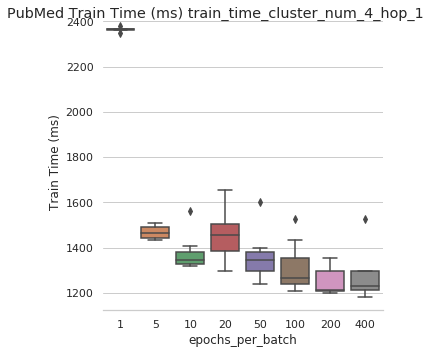 PubMed Train Time (ms) train_time_cluster_num_4_hop_1
2400
2200
2000
1800
1600
1400
1200
Train Time (ms)
1 5 10 20 50 100 200 400
epochs_per_batch